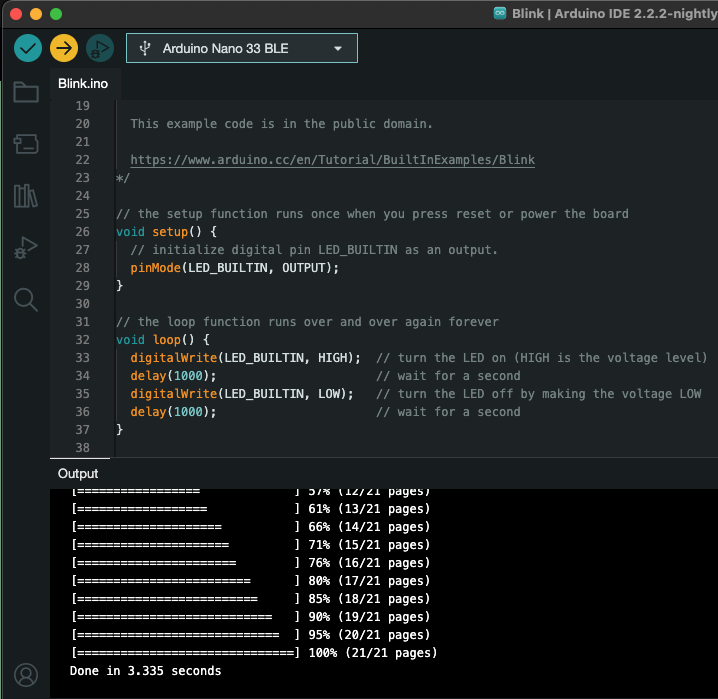 Blink | Arduino IDE 2.2.2-nightly
Arduino Nano 33 BLE
Blink.ino
19
20 This example code is in the public domain.
21
22 https://www.arduino.cc/en/Tutorial/BuiltInExamples/Blink
23 */
24
25 // the setup function runs once when you press reset or power the board
26 void setup() {
27 // initialize digital pin LED_BUILTIN as an output.
28 pinMode(LED_BUILTIN, OUTPUT);
29 }
30
31 // the loop function runs over and over again forever
32 void loop() {
33 digitalWrite(LED_BUILTIN, HIGH); // turn the LED on (HIGH is the voltage level)
34 delay(1000); // wait for a second
35 digitalWrite(LED_BUILTIN, LOW); // turn the LED off by making the voltage LOW
36 delay(1000); // wait for a second
37 }
38
Output
[================= ] 57% (12/21 pages)
[================== ] 61% (13/21 pages)
[==================== ] 66% (14/21 pages)
[===================== ] 71% (15/21 pages)
[====================== ] 76% (16/21 pages)
[======================== ] 80% (17/21 pages)
[========================= ] 85% (18/21 pages)
[=========================== ] 90% (19/21 pages)
[============================ ] 95% (20/21 pages)
[==============================] 100% (21/21 pages)
Done in 3.335 seconds